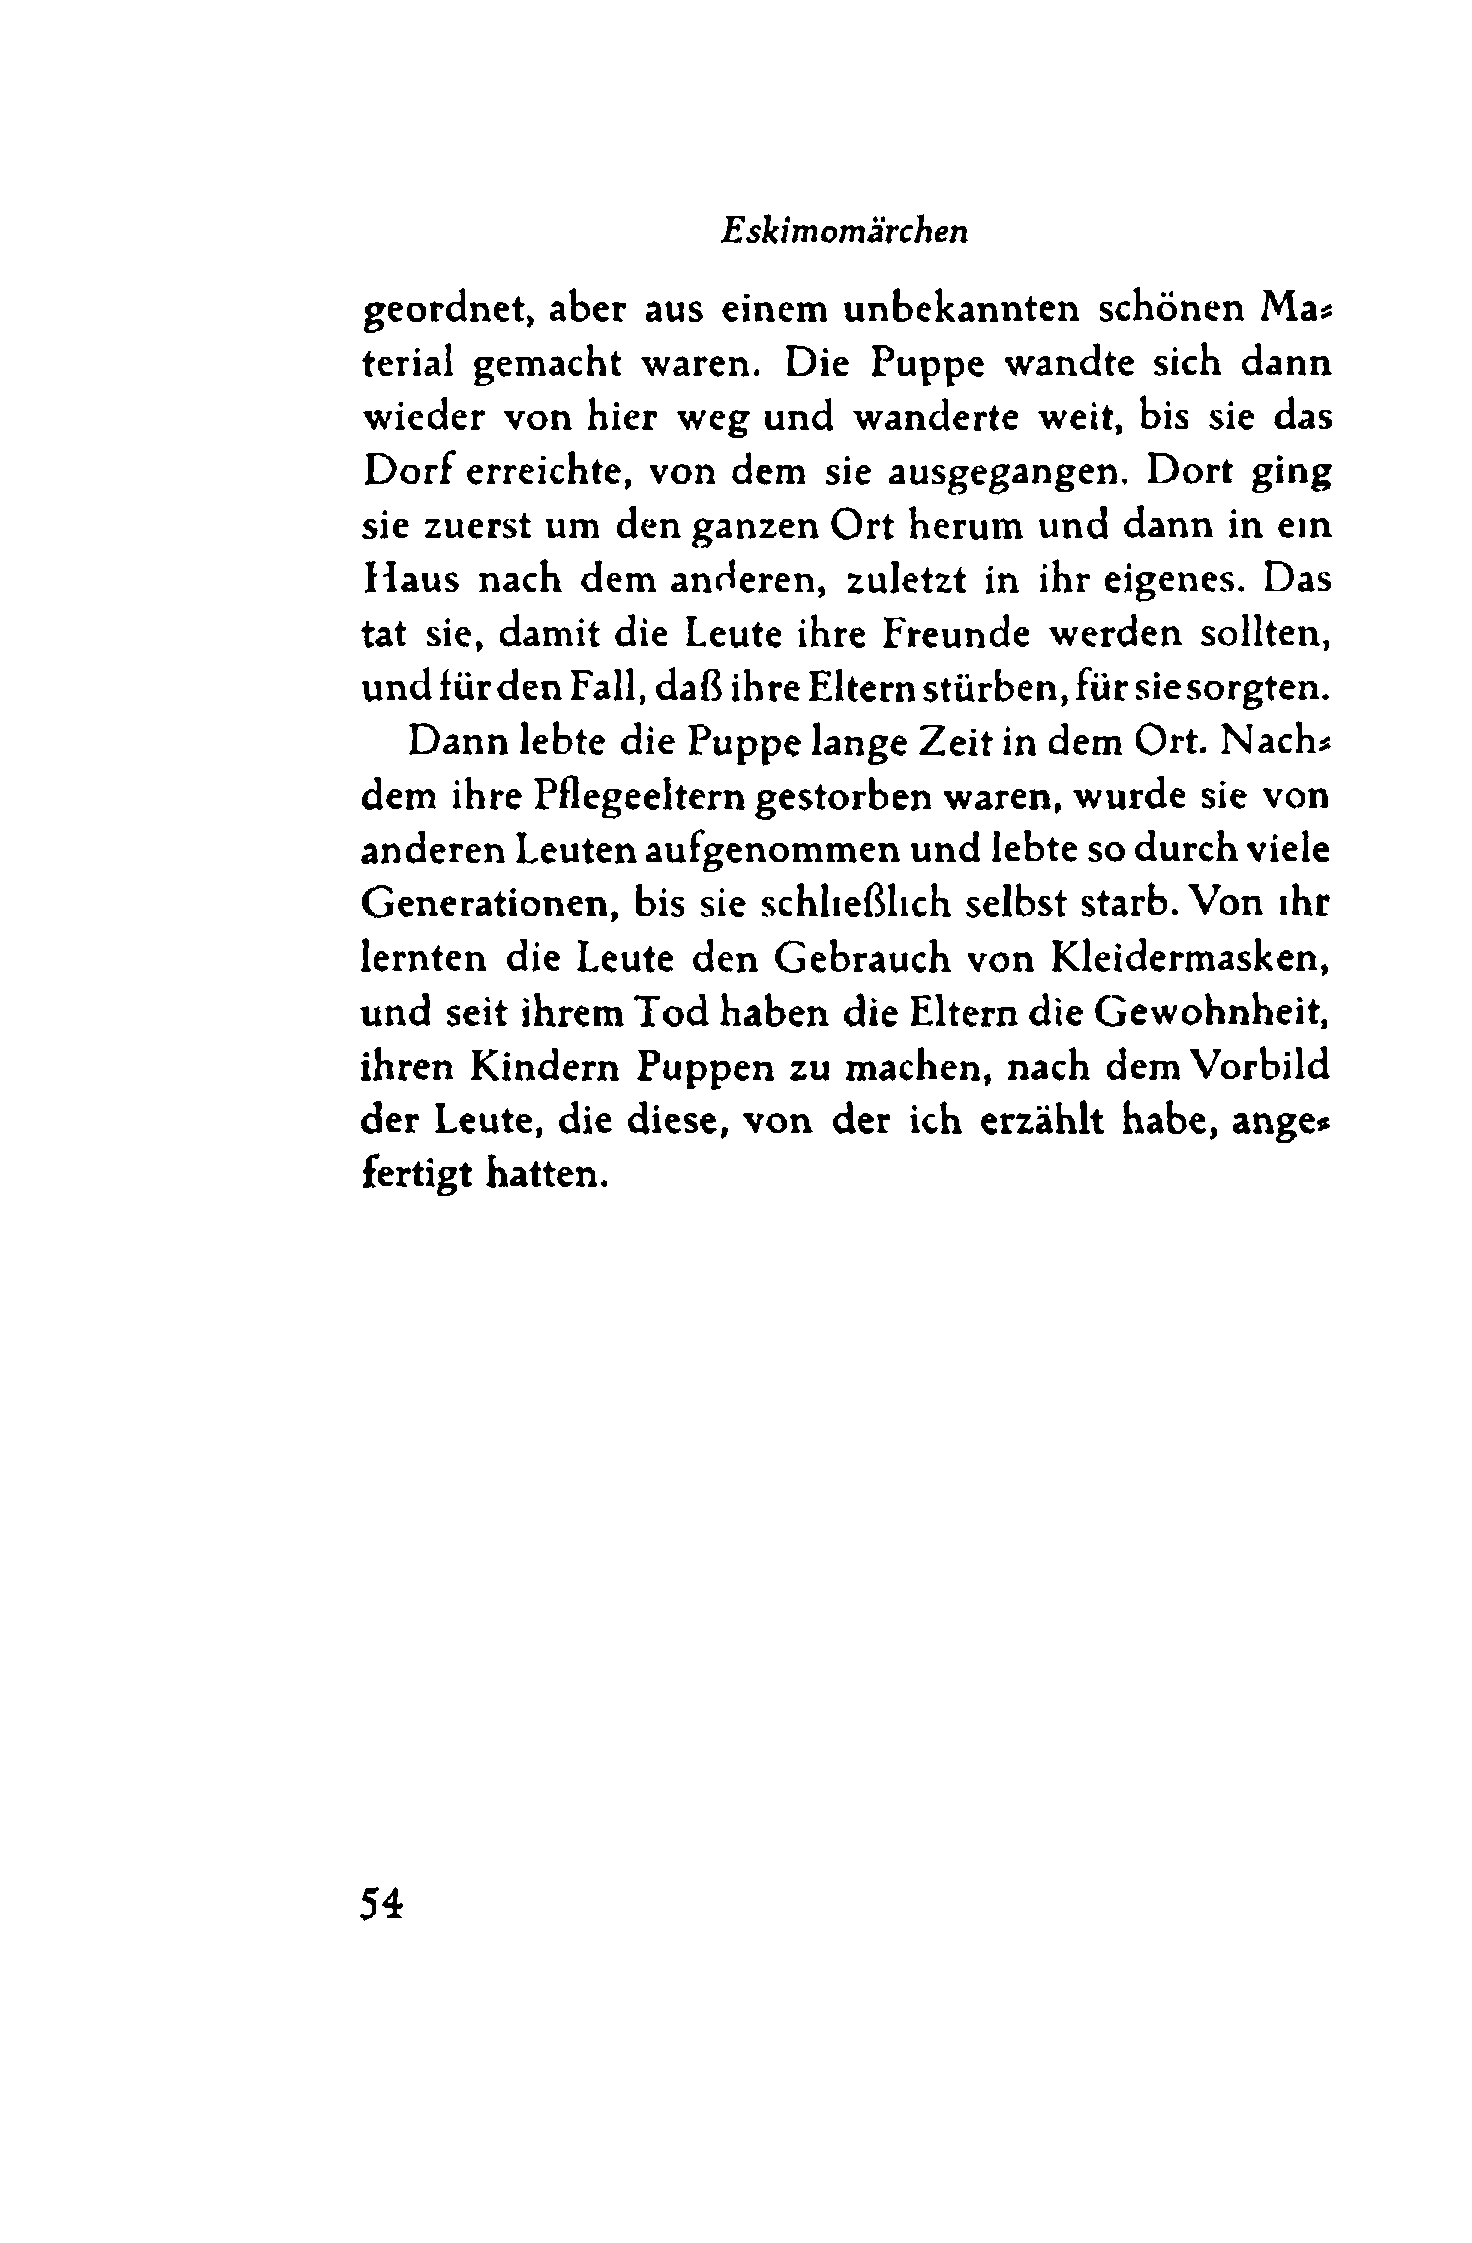 Eskimomärchen
geordnet, aber aus einem unbekannten schönen Ma-
terial gemacht waren. Die Puppe wandte sich dann
wieder von hier weg und wanderte weit, bis sie das
Dorf erreichte, von dem sie ausgegangen. Dort ging
sie zuerst um den ganzen Ort herum und dann in ein
Haus nach dem anderen, zuletzt in ihr eigenes. Das
tat sie, damit die Leute ihre Freunde werden sollten,
und für den Fall, daß ihre Eltern stürben, für sie sorgten.
Dann lebte die Puppe lange Zeit in dem Ort. Nach-
dem ihre Pflegeeltern gestorben waren, wurde sie von
anderen Leuten aufgenommen und lebte so durch viele
Generationen, bis sie schließlich selbst starb. Von ihr
lernten die Leute den Gebrauch von Kleidermasken,
und seit ihrem Tod haben die Eltern die Gewohnheit,
ihren Kindern Puppen zu machen, nach dem Vorbild
der Leute, die diese, von der ich erzählt habe, ange-
fertigt hatten.
54